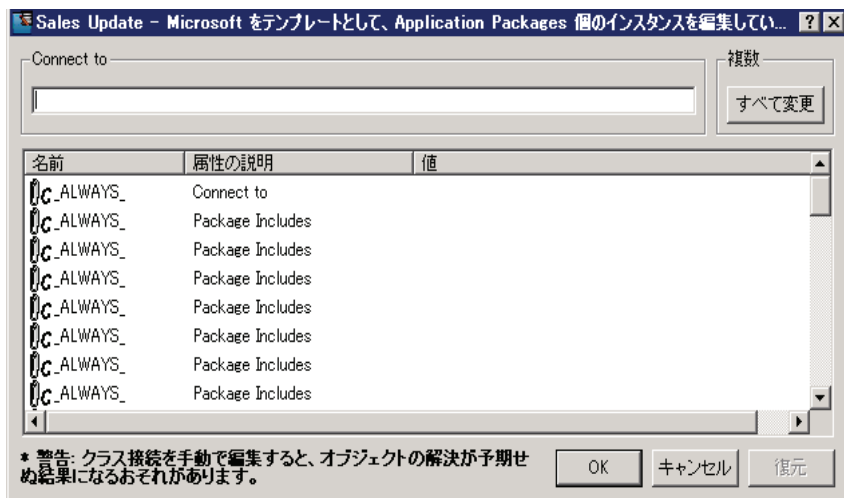 Sales Update - Microsoft をテンプレートとして、Application Packages 個のインスタンスを編集してい...
Connect to
複数
すべて変更
名前 属性の説明 値
_ALWAYS_ Connect to
_ALWAYS_ Package Includes
_ALWAYS_ Package Includes
_ALWAYS_ Package Includes
_ALWAYS_ Package Includes
_ALWAYS_ Package Includes
_ALWAYS_ Package Includes
_ALWAYS_ Package Includes
* 警告: クラス接続を手動で編集すると、オブジェクトの解決が予期せ
ぬ結果になるおそれがあります。
OK キャンセル 復元